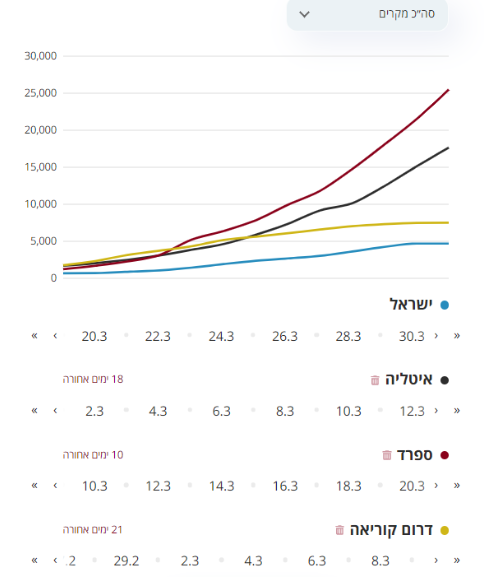 סה״כ מקרים
30,000
25,000
20,000
15,000
10,000
5,000
0
ישראל
« ‹ 20.3 22.3 24.3 26.3 28.3 30.3 › »
איטליה
18 ימים אחורה
« ‹ 2.3 4.3 6.3 8.3 10.3 12.3 › »
ספרד
10 ימים אחורה
« ‹ 10.3 12.3 14.3 16.3 18.3 20.3 › »
דרום קוריאה
21 ימים אחורה
« ‹ .2 29.2 2.3 4.3 6.3 8.3 › »